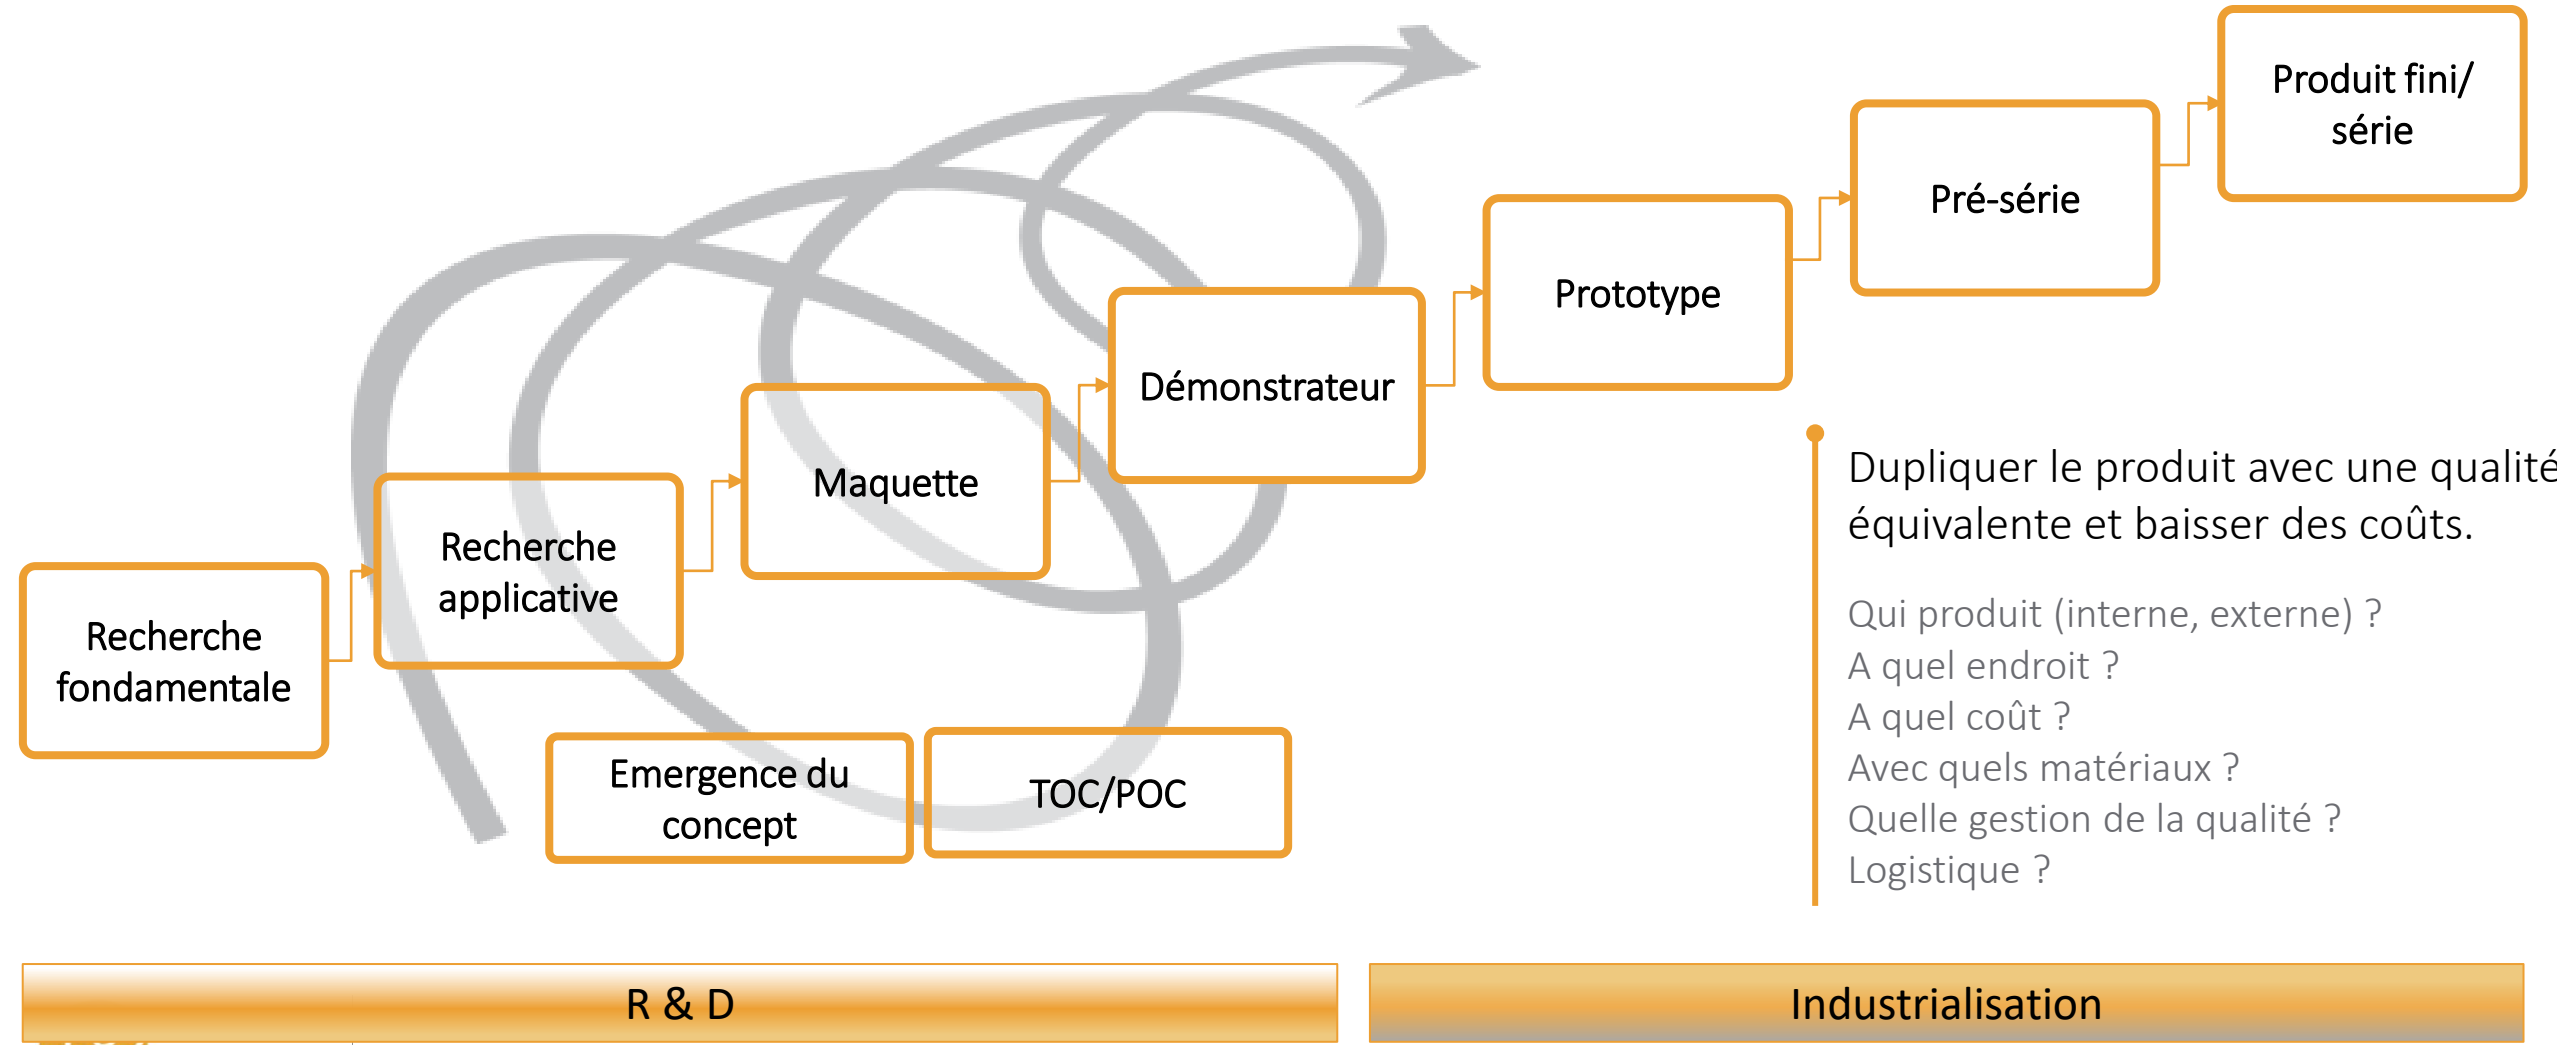 Produit fini/
série
Pré-série
Prototype
Démonstrateur
Maquette
Recherche
applicative
Recherche
fondamentale
Emergence du
concept
TOC/POC
Dupliquer le produit avec une qualité
équivalente et baisser des coûts.
Qui produit (interne, externe) ?
A quel endroit ?
A quel coût ?
Avec quels matériaux ?
Quelle gestion de la qualité ?
Logistique ?
R & D
Industrialisation